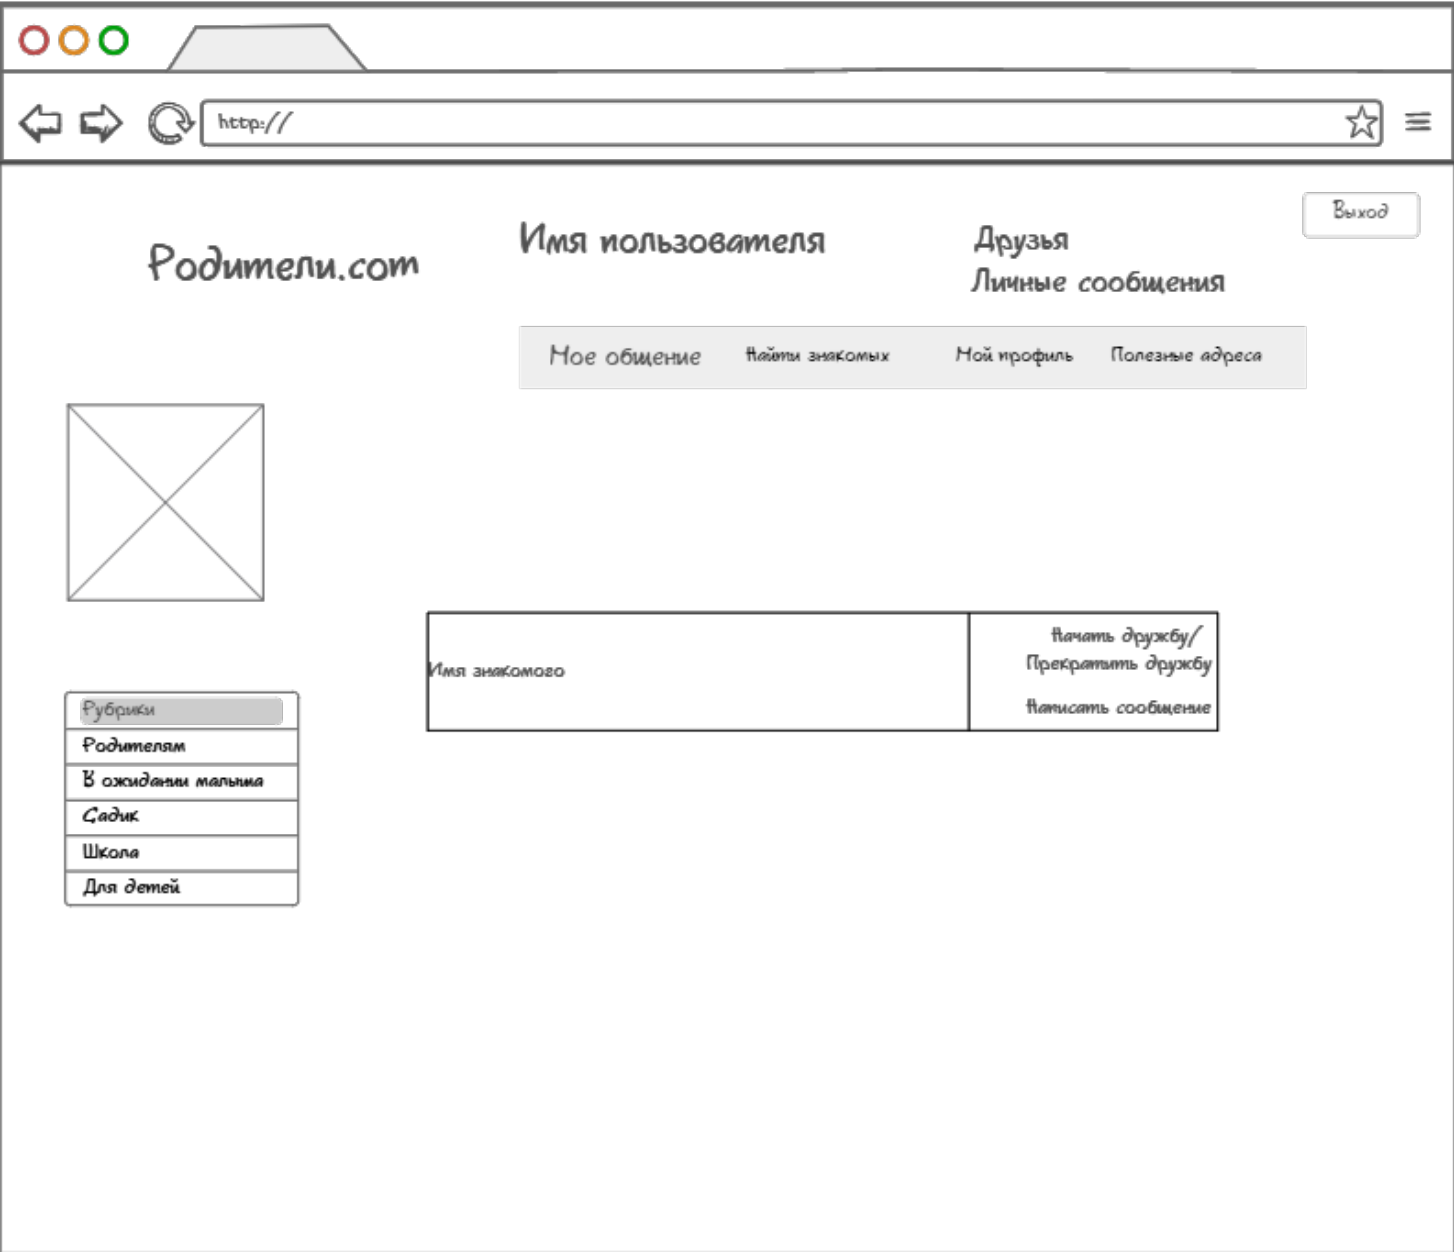 http://
Выход
Родители.com
Имя пользователя
Друзья
Личные сообщения
Мое общение
Найти знакомых
Мой профиль
Полезные адреса
Имя знакомого
Начать дружбу/
Прекратить дружбу
Написать сообщение
Рубрики
Родителям
В ожидании малыша
Садик
Школа
Для детей